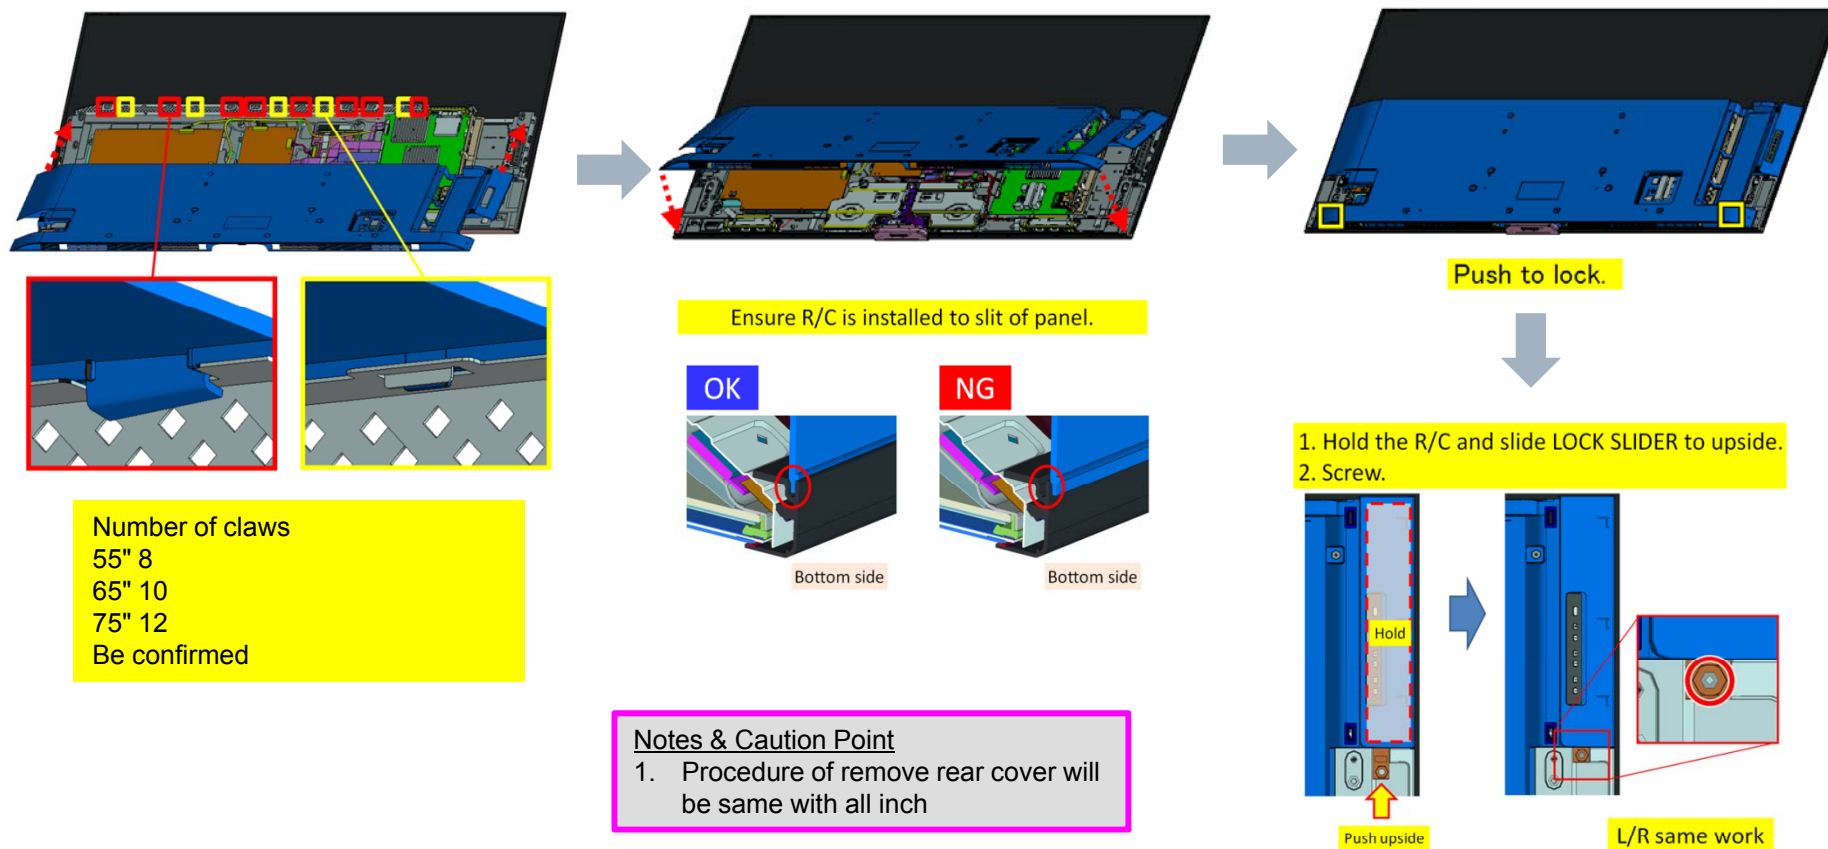 Number of claws
55" 8
65" 10
75" 12
Be confirmed
Ensure R/C is installed to slit of panel.
OK
NG
Bottom side
Bottom side
Notes & Caution Point
1. Procedure of remove rear cover will
be same with all inch
Push to lock.
1. Hold the R/C and slide LOCK SLIDER to upside.
2. Screw.
Hold
Push upside
L/R same work